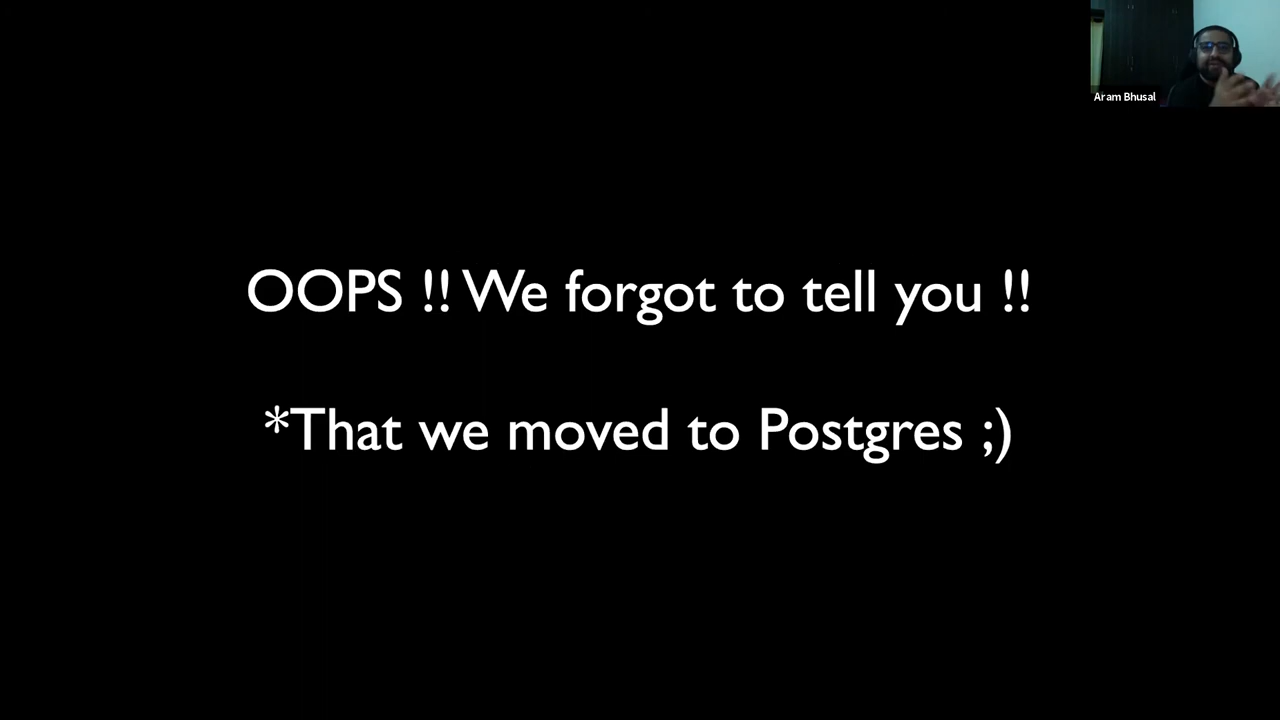 Aram Bhusal
OOPS !! We forgot to tell you !!
*That we moved to Postgres ;)